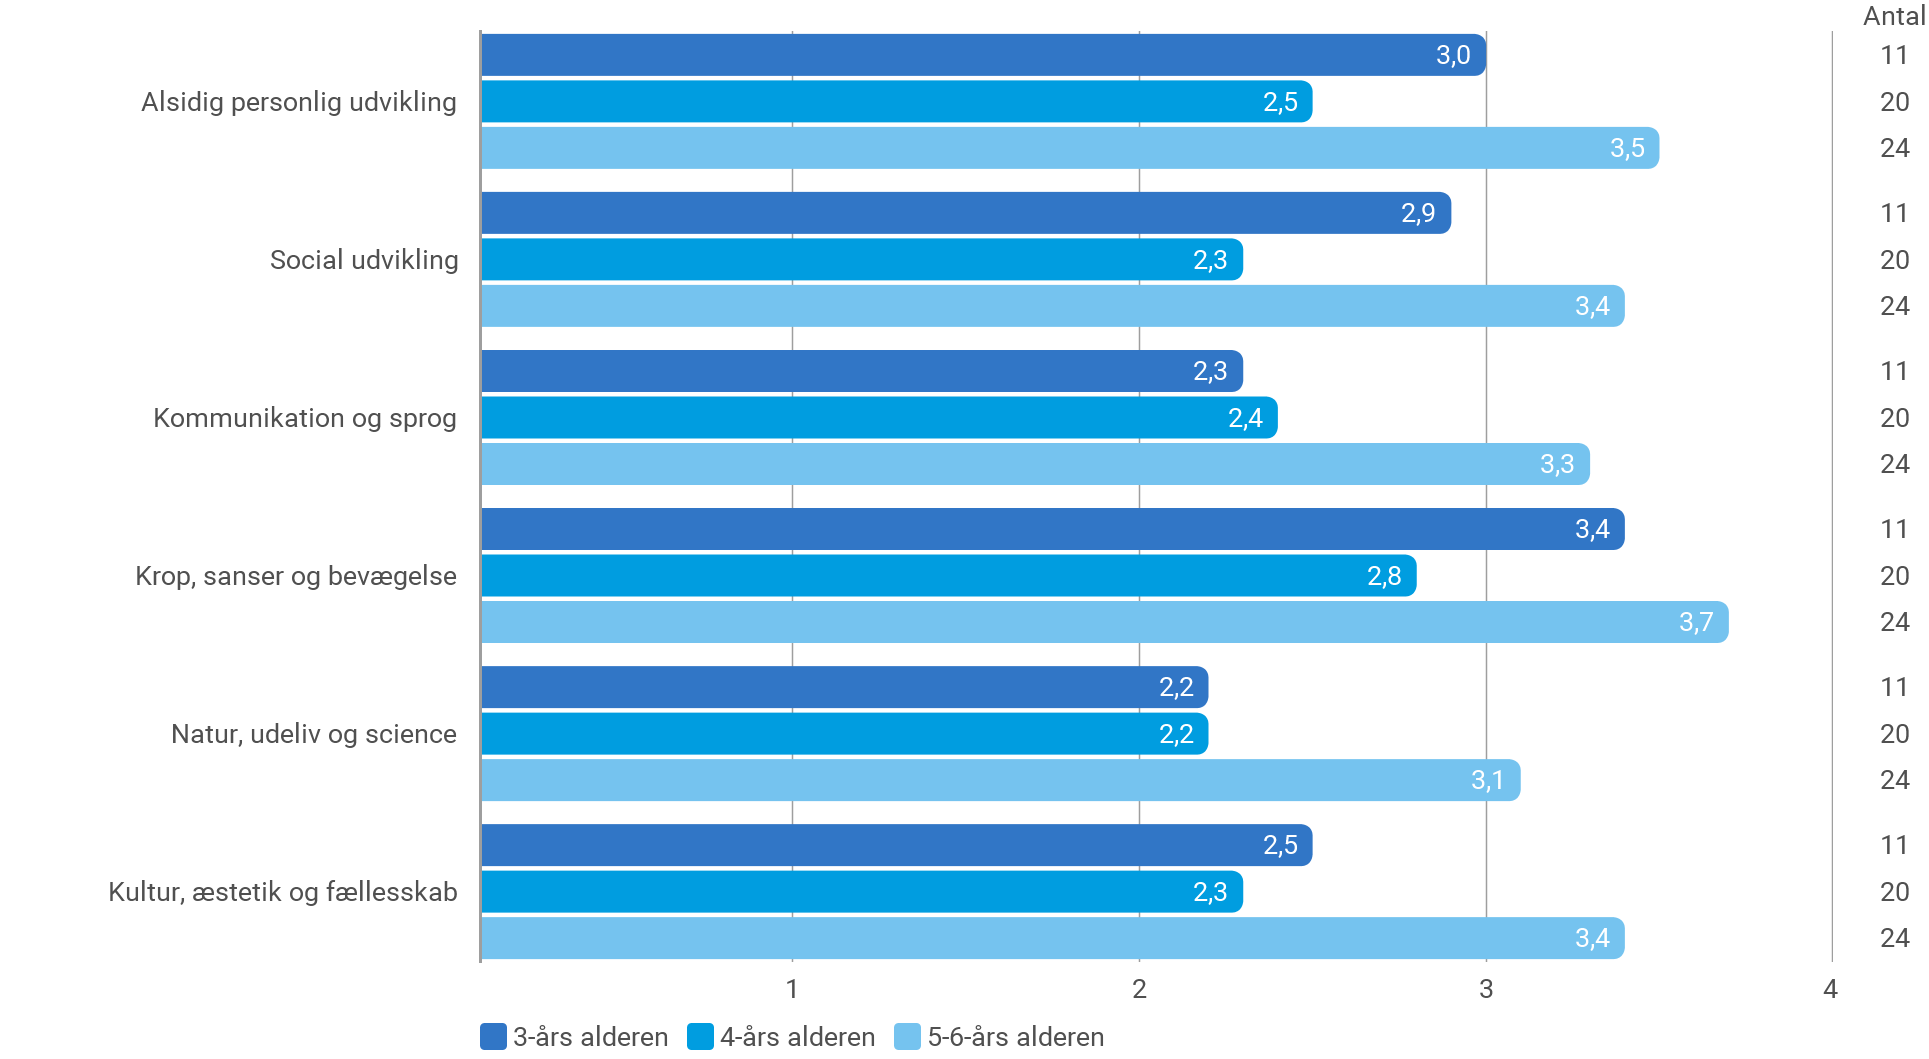 Antal
3,0 11
Alsidig personlig udvikling 2,5 20
3,5 24
2,9 11
Social udvikling 2,3 20
3,4 24
2,3 11
Kommunikation og sprog 2,4 20
3,3 24
3,4 11
Krop, sanser og bevægelse 2,8 20
3,7 24
2,2 11
Natur, udeliv og science 2,2 20
3,1 24
2,5 11
Kultur, æstetik og fællesskab 2,3 20
3,4 24
1 2 3 4
3-års alderen 4-års alderen 5-6-års alderen